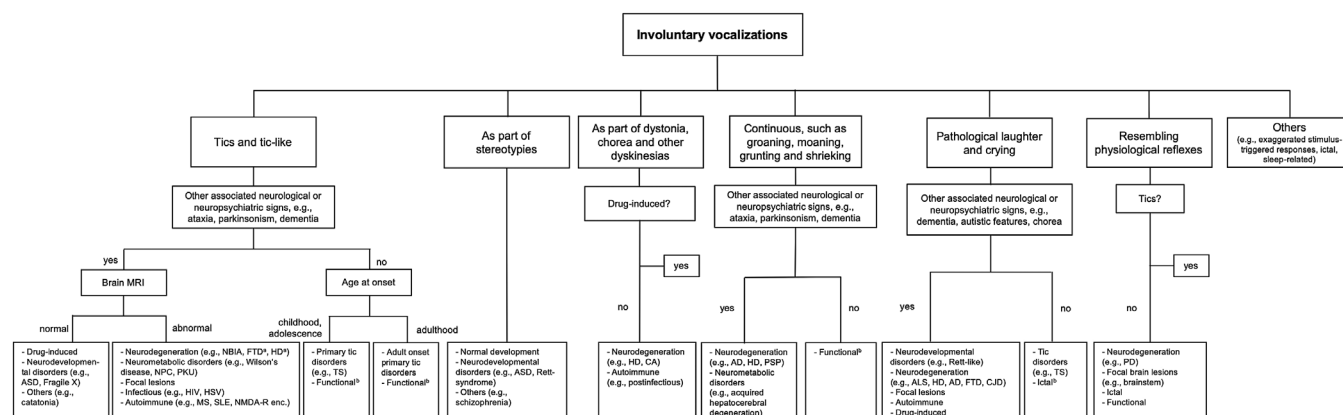 Involuntary vocalizations
Tics and tic-like
As part of
stereotypies
As part of dystonia,
chorea and other
dyskinesias
Continuous, such as
groaning, moaning,
grunting and shrieking
Pathological laughter
and crying
Resembling
physiological reflexes
Others
(e.g., exaggerated stimulus-
triggered responses, ictal,
sleep-related)
Other associated neurological or
neuropsychiatric signs, e.g.,
ataxia, parkinsonism, dementia
Drug-induced?
Other associated neurological or
neuropsychiatric signs, e.g.,
ataxia, parkinsonism, dementia
Other associated neurological or
neuropsychiatric signs, e.g.,
dementia, autistic features, chorea
Tics?
yes
no
Brain MRI
Age at onset
yes
yes
normal
abnormal
childhood,
adolescence
adulthood
no
yes
no
yes
no
no
- Drug-induced
- Neurodevelopmen-
tal disorders (e.g.,
ASD, Fragile X)
- Others (e.g.,
catatonia)
- Neurodegeneration (e.g., NBIA, FTDª, HDª)
- Neurometabolic disorders (e.g., Wilson's
disease, NPC, PKU)
- Focal lesions
- Infectious (e.g., HIV, HSV)
- Autoimmune (e.g., MS, SLE, NMDA-R enc.)
- Primary tic
disorders
(e.g., TS)
- Functionalᵇ
- Adult onset
primary tic
disorders
- Functionalᵇ
- Normal development
- Neurodevelopmental
disorders (e.g., ASD, Rett-
syndrome)
- Others (e.g.,
schizophrenia)
- Neurodegeneration
(e.g., HD, CA)
- Autoimmune
(e.g., postinfectious)
- Neurodegeneration
(e.g., AD, HD, PSP)
- Neurometabolic
disorders
(e.g., acquired
hepatocerebral
degeneration)
- Functionalᵇ
- Neurodevelopmental
disorders (e.g., Rett-like)
- Neurodegeneration
(e.g., ALS, HD, AD, FTD, CJD)
- Focal lesions
- Autoimmune
- Drug-induced
- Tic
disorders
(e.g., TS)
- Ictalᵇ
- Neurodegeneration
(e.g., PD)
- Focal brain lesions
(e.g., brainstem)
- Ictal
- Functional